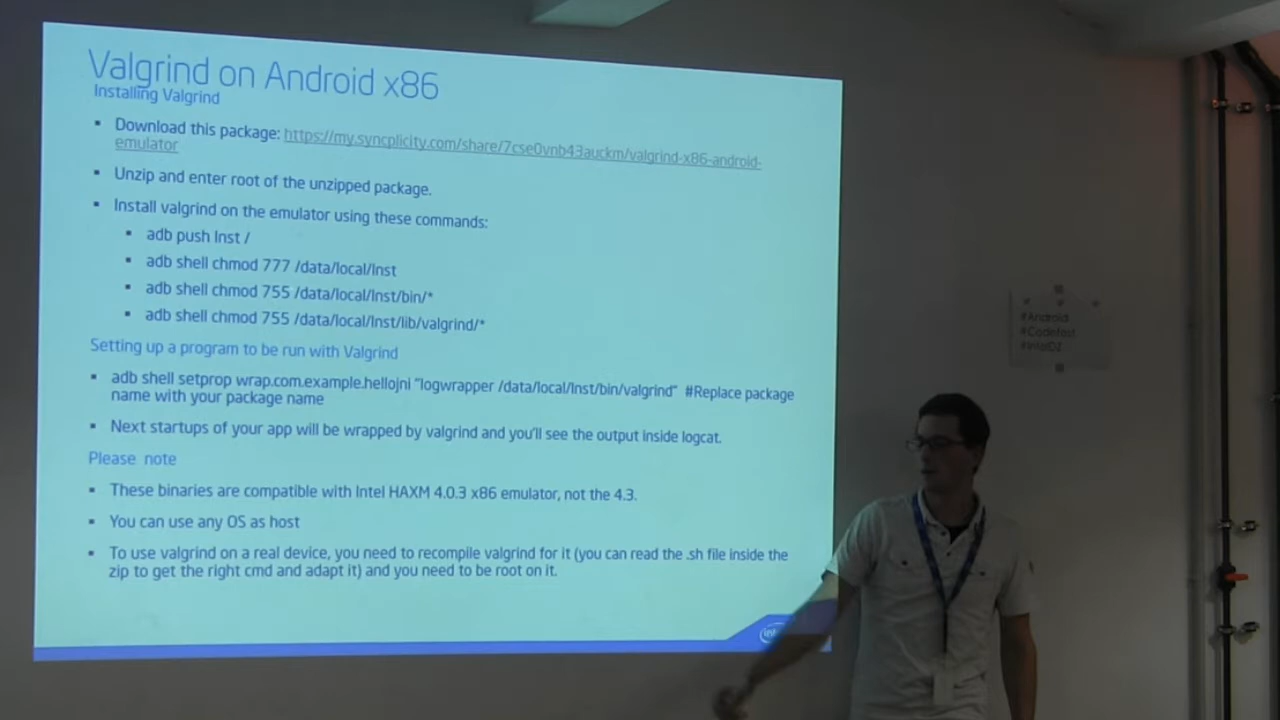 Valgrind on Android x86
Installing Valgrind
▪ Download this package: https://my.syncplicity.com/share/7cse0vnb43auckm/valgrind-x86-android-
emulator
▪ Unzip and enter root of the unzipped package.
▪ Install valgrind on the emulator using these commands:
▪ adb push Inst /
▪ adb shell chmod 777 /data/local/Inst
▪ adb shell chmod 755 /data/local/Inst/bin/*
▪ adb shell chmod 755 /data/local/Inst/lib/valgrind/*
Setting up a program to be run with Valgrind
▪ adb shell setprop wrap.com.example.hellojni "logwrapper /data/local/Inst/bin/valgrind" #Replace package
name with your package name
▪ Next startups of your app will be wrapped by valgrind and you'll see the output inside logcat.
Please note
▪ These binaries are compatible with Intel HAXM 4.0.3 x86 emulator, not the 4.3.
▪ You can use any OS as host
▪ To use valgrind on a real device, you need to recompile valgrind for it (you can read the .sh file inside the
zip to get the right cmd and adapt it) and you need to be root on it.
#Android
#Codefest
#IntelDZ